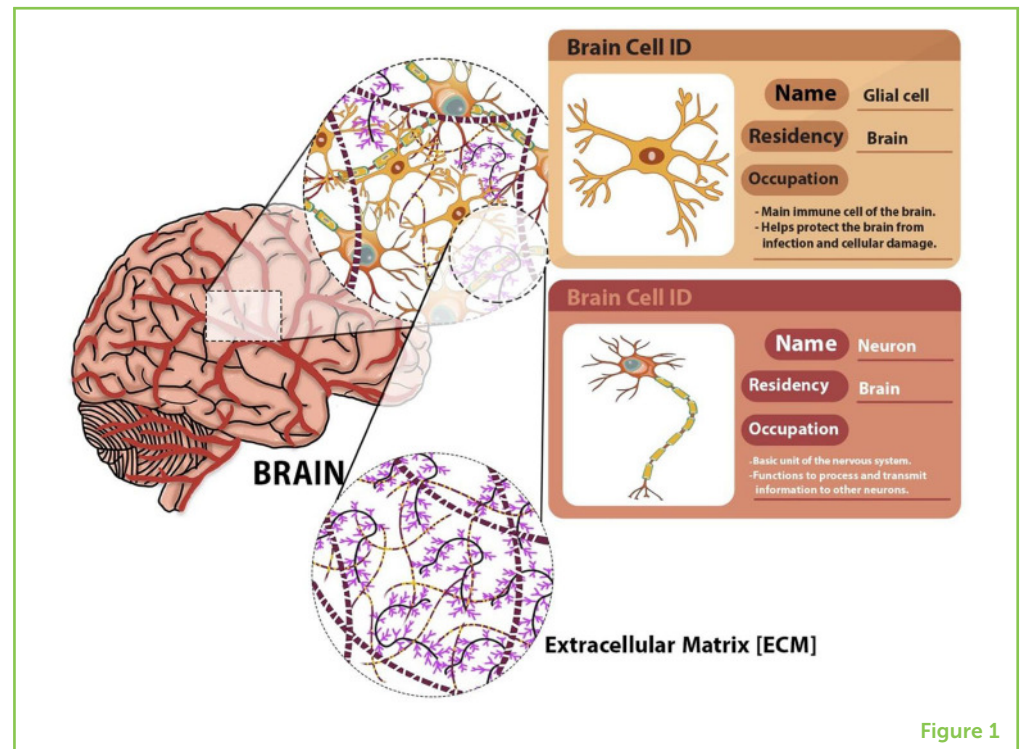 Brain Cell ID
Name Glial cell
Residency Brain
Occupation
- Main immune cell of the brain.
- Helps protect the brain from
infection and cellular damage.
Brain Cell ID
Name Neuron
Residency Brain
Occupation
-Basic unit of the nervous system.
-Functions to process and transmit
information to other neurons.
BRAIN
Extracellular Matrix [ECM]
Figure 1